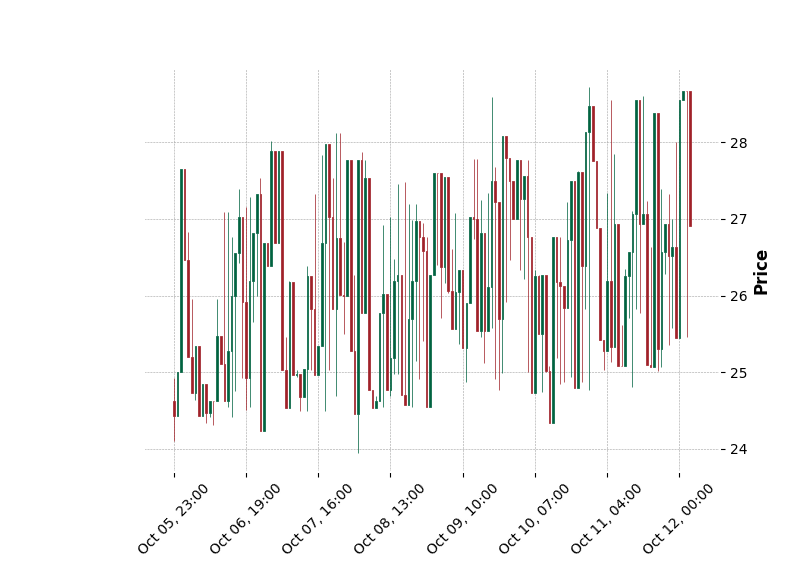 28
27
26
25
24
Price
Oct 05, 23:00
Oct 06, 19:00
Oct 07, 16:00
Oct 08, 13:00
Oct 09, 10:00
Oct 10, 07:00
Oct 11, 04:00
Oct 12, 00:00